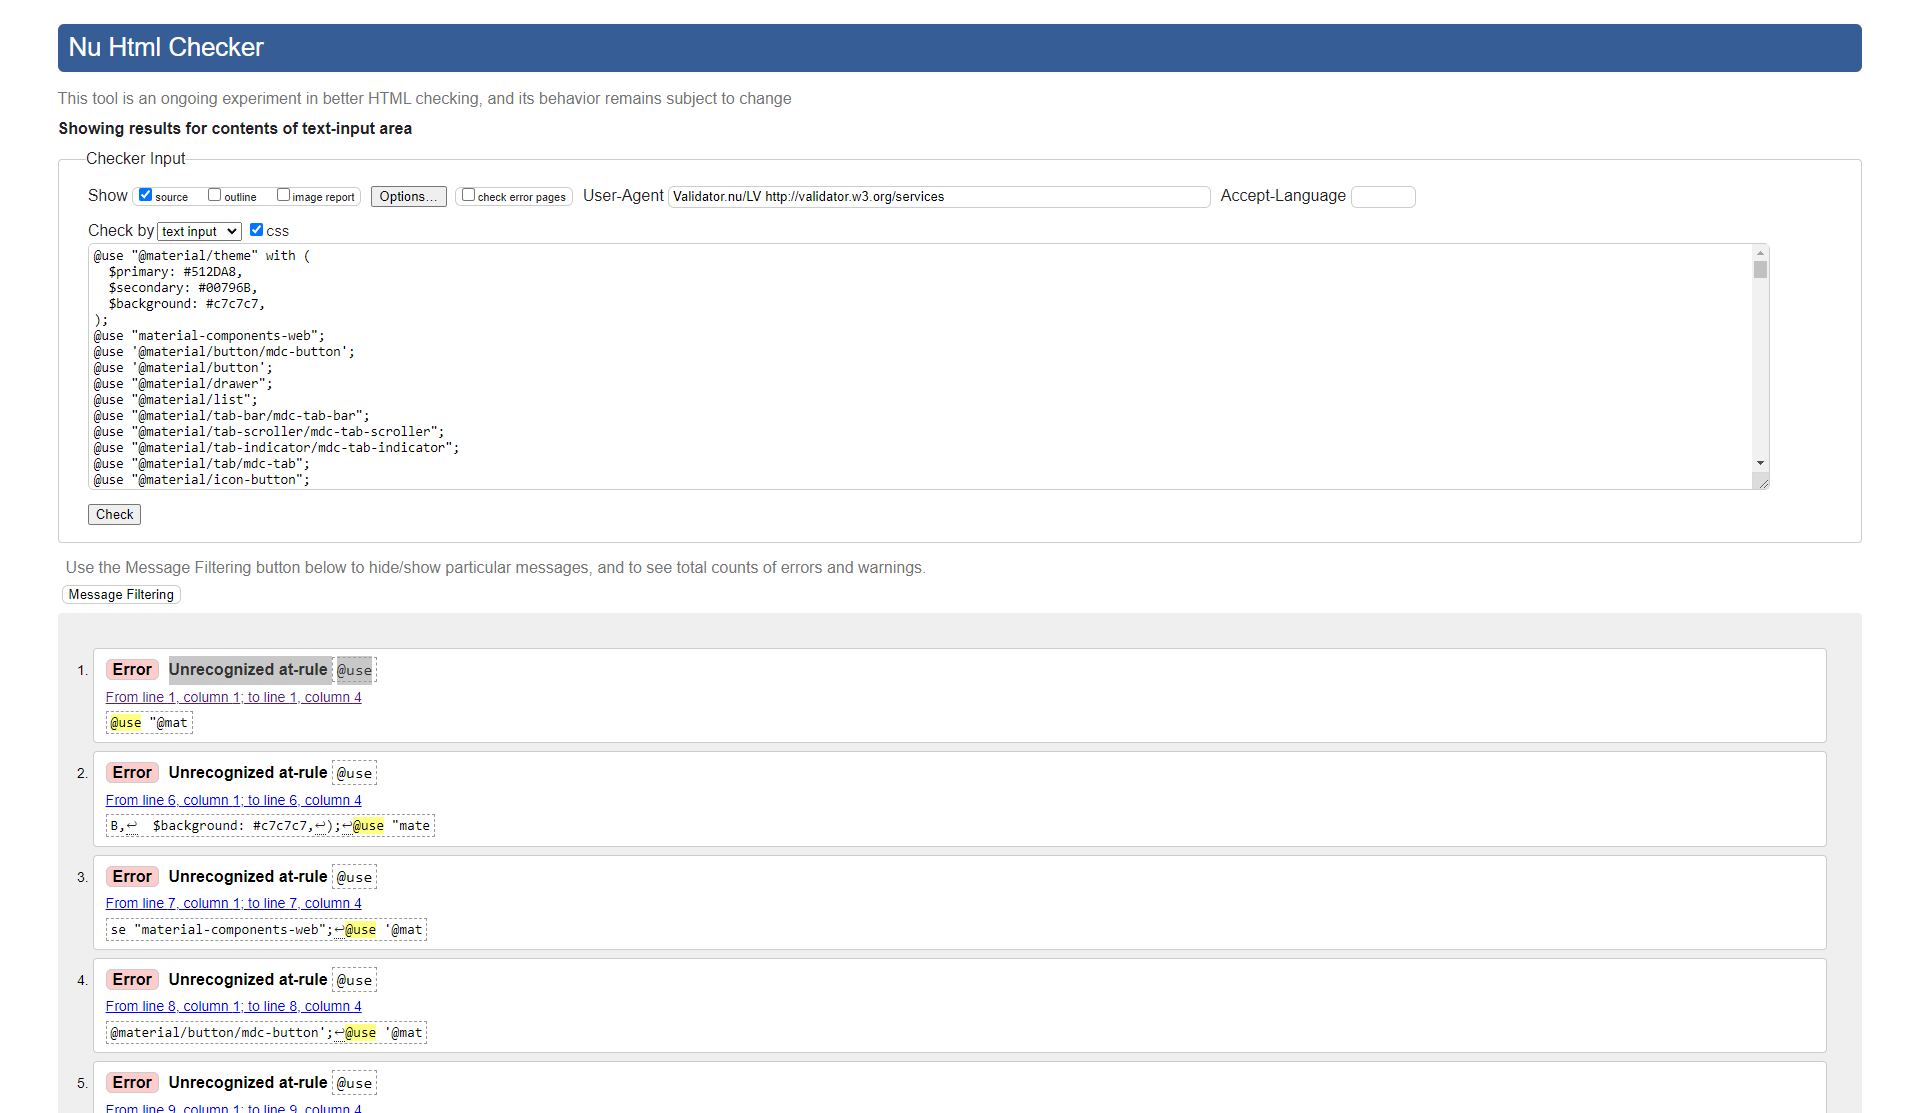 Nu Html Checker
This tool is an ongoing experiment in better HTML checking, and its behavior remains subject to change
Showing results for contents of text-input area
Checker Input
Show source outline image report Options... check error pages User-Agent Validator.nu/LV http://validator.w3.org/services Accept-Language
Check by text input css
@use "@material/theme" with (
  $primary: #512DA8,
  $secondary: #00796B,
  $background: #c7c7c7,
);
@use "material-components-web";
@use '@material/button/mdc-button';
@use '@material/button';
@use "@material/drawer";
@use "@material/list";
@use "@material/tab-bar/mdc-tab-bar";
@use "@material/tab-scroller/mdc-tab-scroller";
@use "@material/tab-indicator/mdc-tab-indicator";
@use "@material/tab/mdc-tab";
@use "@material/icon-button";
Check
Use the Message Filtering button below to hide/show particular messages, and to see total counts of errors and warnings.
Message Filtering
1. Error Unrecognized at-rule @use
From line 1, column 1; to line 1, column 4
@use "@mat
2. Error Unrecognized at-rule @use
From line 6, column 1; to line 6, column 4
B,↩  $background: #c7c7c7,↩);↩@use "mate
3. Error Unrecognized at-rule @use
From line 7, column 1; to line 7, column 4
se "material-components-web";↩@use '@mat
4. Error Unrecognized at-rule @use
From line 8, column 1; to line 8, column 4
@material/button/mdc-button';↩@use '@mat
5. Error Unrecognized at-rule @use
From line 9, column 1; to line 9, column 4